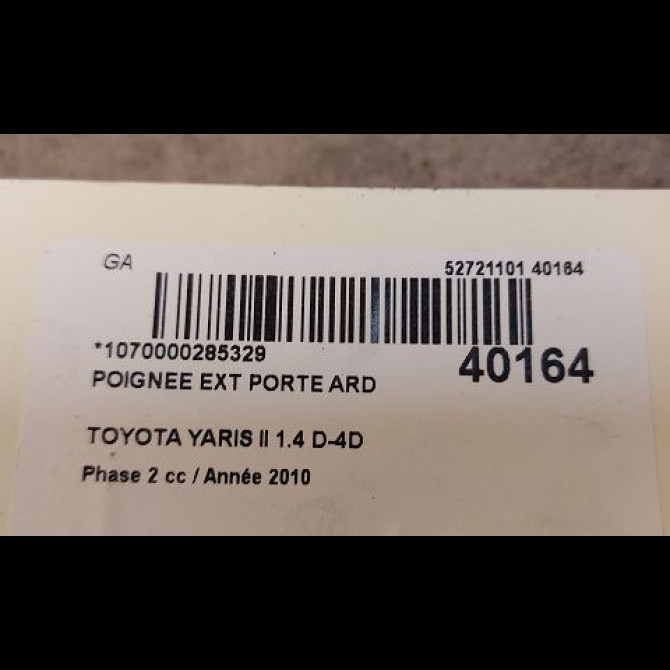 GA 52721101 40164
*1070000285329 40164
POIGNEE EXT PORTE ARD
TOYOTA YARIS II 1.4 D-4D
Phase 2 cc / Année 2010